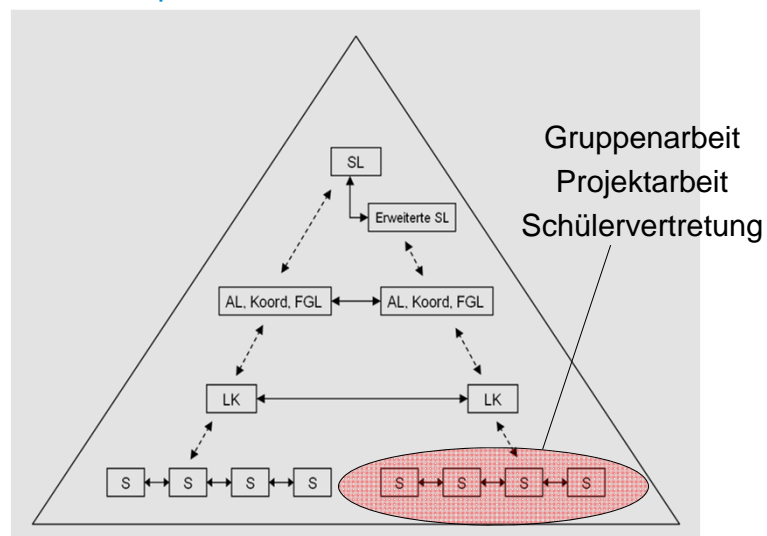 Gruppenarbeit
Projektarbeit
Schülervertretung
SL
Erweiterte SL
AL, Koord, FGL AL, Koord, FGL
LK LK
S S S S S S S S